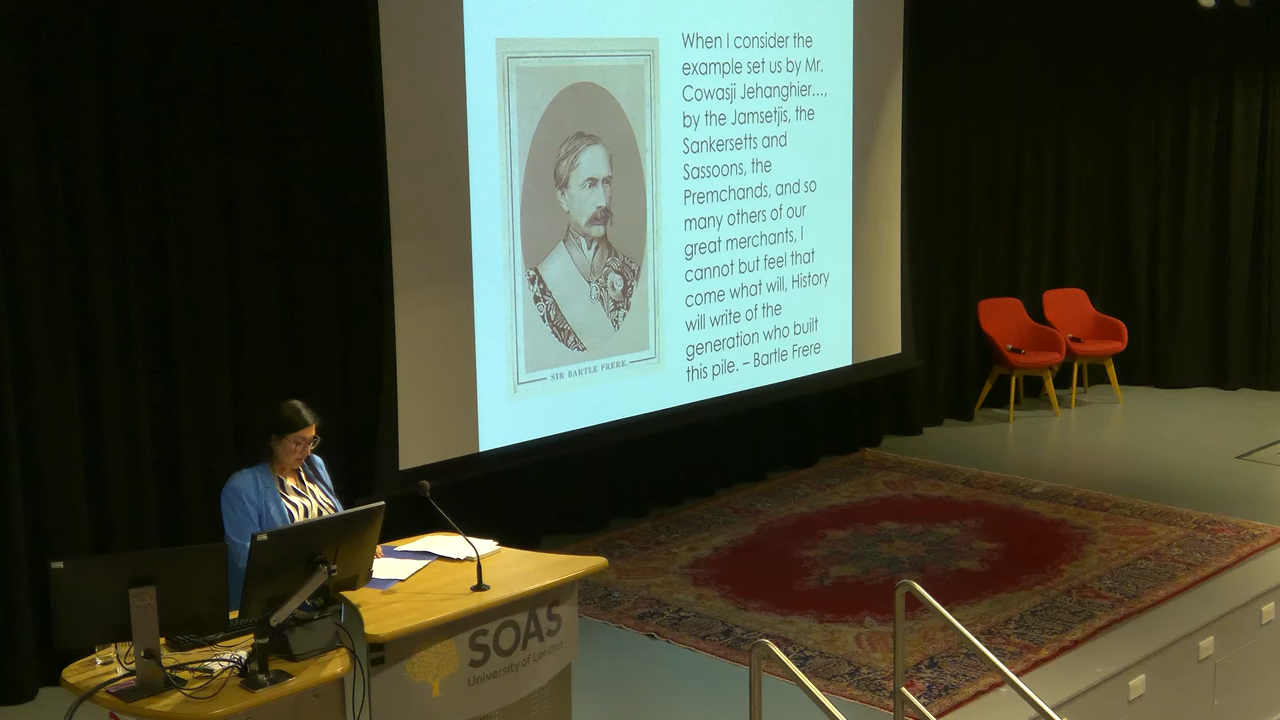 When I consider the
example set us by Mr.
Cowasji Jehanghier...,
by the Jamsetjis, the
Sankersetts and
Sassoons, the
Premchands, and so
many others of our
great merchants, I
cannot but feel that
come what will, History
will write of the
generation who built
this pile. – Bartle Frere
SIR BARTLE FRERE.
SOAS
University of London